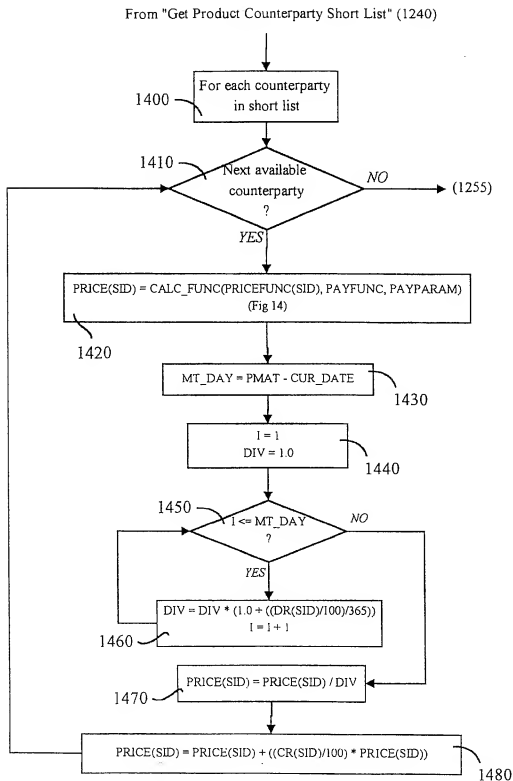 From "Get Product Counterparty Short List" (1240)
For each counterparty
in short list
1400
1410
Next available
counterparty
?
NO
(1255)
YES
PRICE(SID) = CALC_FUNC(PRICEFUNC(SID), PAYFUNC, PAYPARAM)
(Fig 14)
1420
MT_DAY = PMAT - CUR_DATE
1430
I = 1
DIV = 1.0
1440
1450
I <= MT_DAY
?
NO
YES
DIV = DIV * (1.0 + ((DR(SID)/100)/365))
I = I + 1
1460
PRICE(SID) = PRICE(SID) / DIV
1470
PRICE(SID) = PRICE(SID) + ((CR(SID)/100) * PRICE(SID))
1480